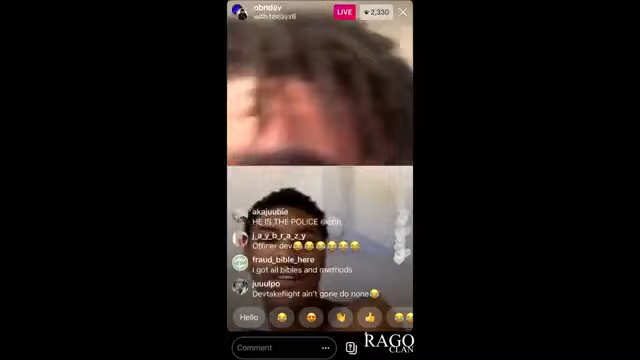 nbndev
with teejayx6
LIVE
2,330
akajuubie
HE IS THE POLICE
j_a_y_b_r_a_z_y
Officer dev😂😂😂😂😂😂
fraud_bible_here
i got all bibles and methods
juuulpo
Devtakeflight ain't gone do none😂
Hello
Comment
RAGO
CLAN